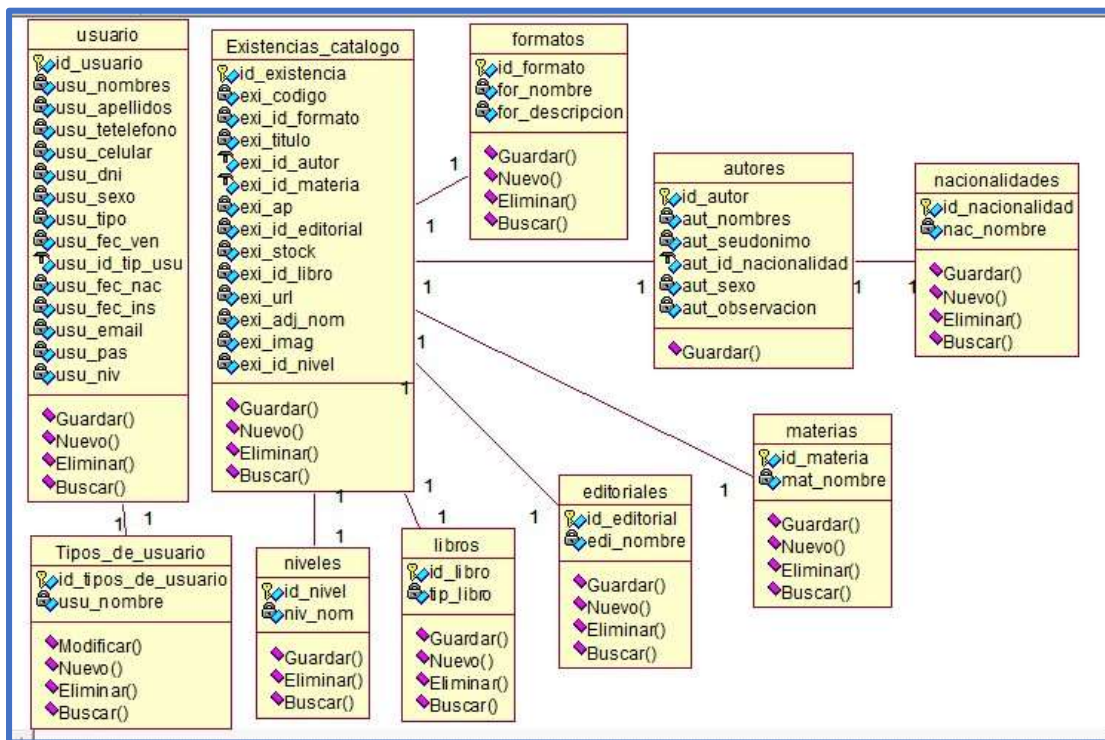 usuario
id_usuario
usu_nombres
usu_apellidos
usu_tetelefono
usu_celular
usu_dni
usu_sexo
usu_tipo
usu_fec_ven
usu_id_tip_usu
usu_fec_nac
usu_fec_ins
usu_email
usu_pas
usu_niv
Guardar()
Nuevo()
Eliminar()
Buscar()
1
1
Tipos_de_usuario
id_tipos_de_usuario
usu_nombre
Modificar()
Nuevo()
Eliminar()
Buscar()
Existencias_catalogo
id_existencia
exi_codigo
exi_id_formato
exi_titulo
exi_id_autor
exi_id_materia
exi_ap
exi_id_editorial
exi_stock
exi_id_libro
exi_url
exi_adj_nom
exi_imag
exi_id_nivel
1
Guardar()
Nuevo()
Eliminar()
Buscar()
1
1
niveles
id_nivel
niv_nom
Guardar()
Eliminar()
Buscar()
1
1
libros
id_libro
tip_libro
Guardar()
Nuevo()
Eliminar()
Buscar()
formatos
id_formato
for_nombre
for_descripcion
Guardar()
Nuevo()
Eliminar()
Buscar()
1
1
1
1
autores
id_autor
aut_nombres
aut_seudonimo
aut_id_nacionalidad
aut_sexo
aut_observacion
Guardar()
1
1
nacionalidades
id_nacionalidad
nac_nombre
Guardar()
Nuevo()
Eliminar()
Buscar()
1
1
editoriales
id_editorial
edi_nombre
Guardar()
Nuevo()
Eliminar()
Buscar()
1
materias
id_materia
mat_nombre
Guardar()
Nuevo()
Eliminar()
Buscar()